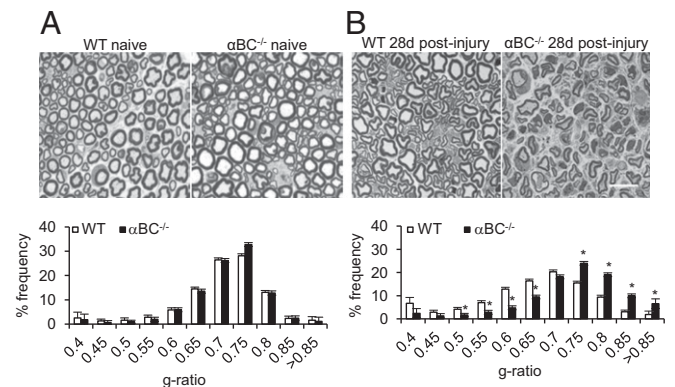 A
B
WT naive
αBC-/- naive
WT 28d post-injury
αBC-/- 28d post-injury
% frequency
40
30
20
10
0
WT
αBC-/-
0.4
0.45
0.5
0.55
0.6
0.65
0.7
0.75
0.8
0.85
>0.85
g-ratio
% frequency
40
30
20
10
0
WT
αBC-/-
* * * * * * * *
0.4
0.45
0.5
0.55
0.6
0.65
0.7
0.75
0.8
0.85
>0.85
g-ratio